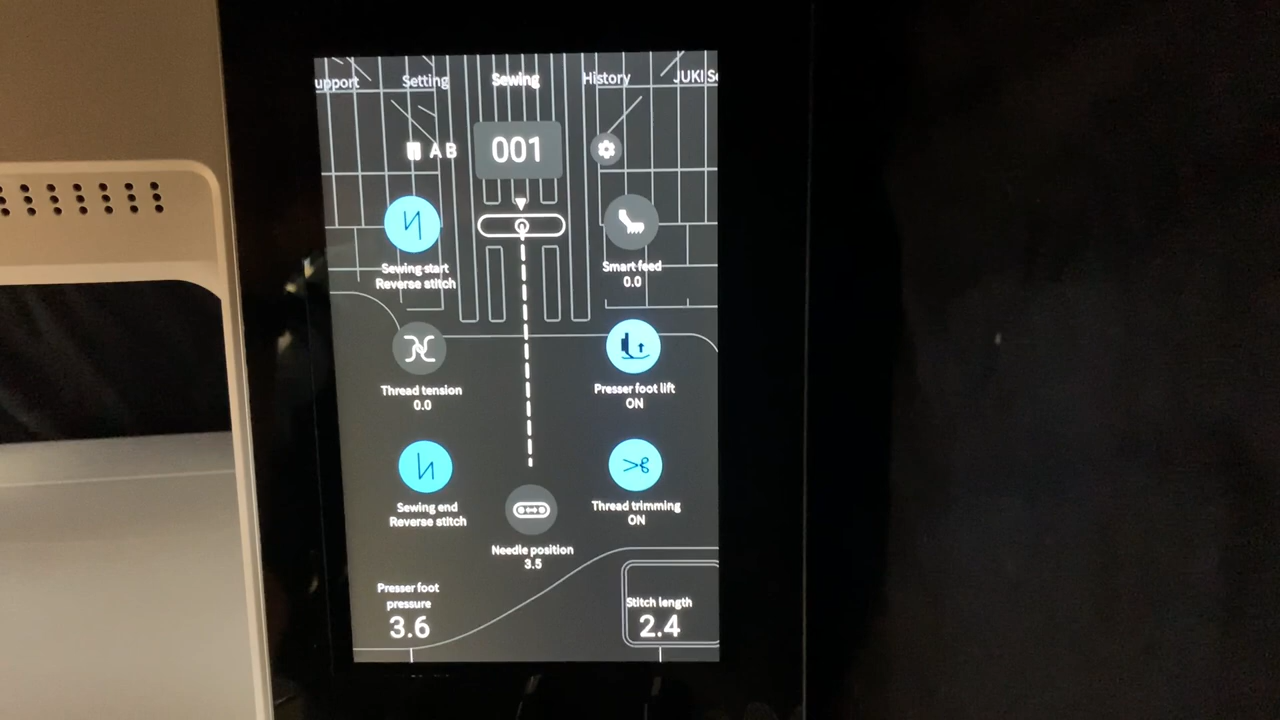 upport Setting Sewing History JUKI Se
A B 001
Sewing start
Reverse stitch
Smart feed
0.0
Thread tension
0.0
Presser foot lift
ON
Sewing end
Reverse stitch
Thread trimming
ON
Needle position
3.5
Presser foot
pressure
3.6
Stitch length
2.4